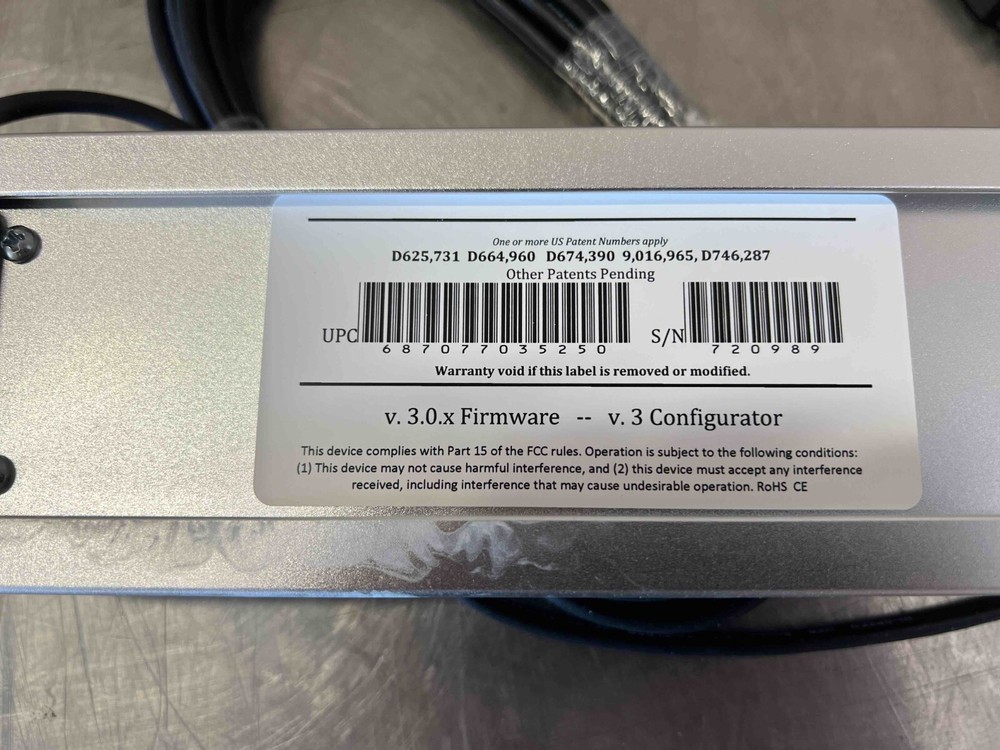 One or more US Patent Numbers apply
D625,731 D664,960 D674,390 9,016,965, D746,287
Other Patents Pending
UPC 687077035250 S/N 720989
Warranty void if this label is removed or modified.
v. 3.0.x Firmware -- v. 3 Configurator
This device complies with Part 15 of the FCC rules. Operation is subject to the following conditions:
(1) This device may not cause harmful interference, and (2) this device must accept any interference
received, including interference that may cause undesirable operation. RoHS CE